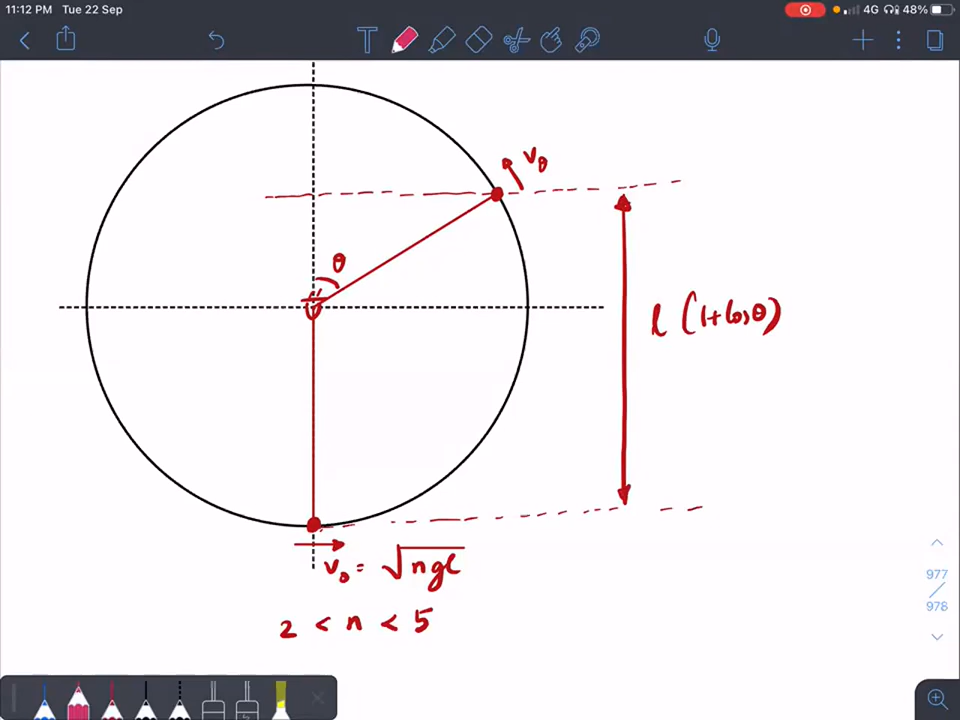 11:12 PM Tue 22 Sep
4G 48%
T
vθ
θ
l (1+cosθ)
v₀ = √ngl
2 < n < 5
977
978